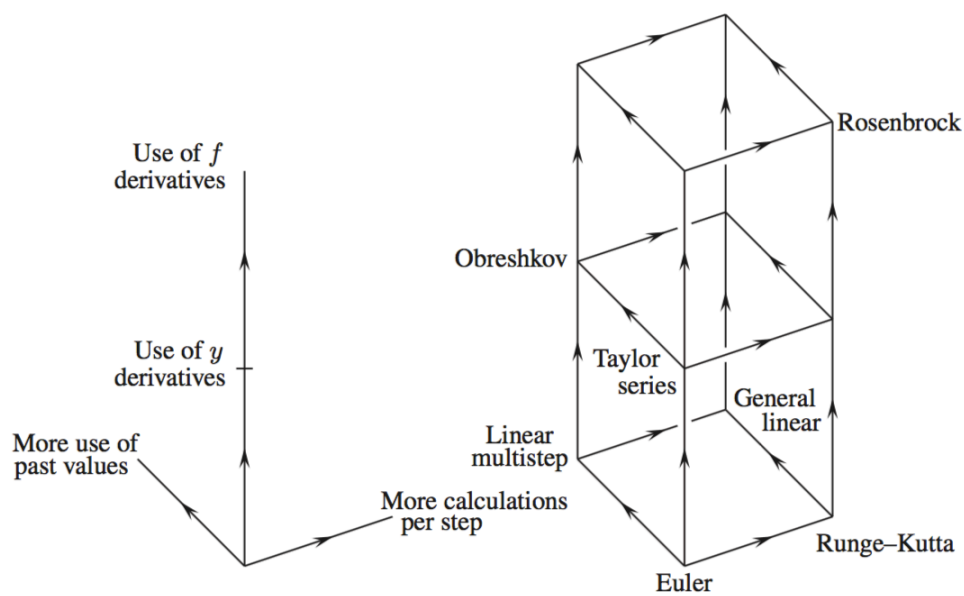 Use of f
derivatives
Use of y
derivatives
More use of
past values
More calculations
per step
Rosenbrock
Obreshkov
Taylor
series
General
linear
Linear
multistep
Runge–Kutta
Euler